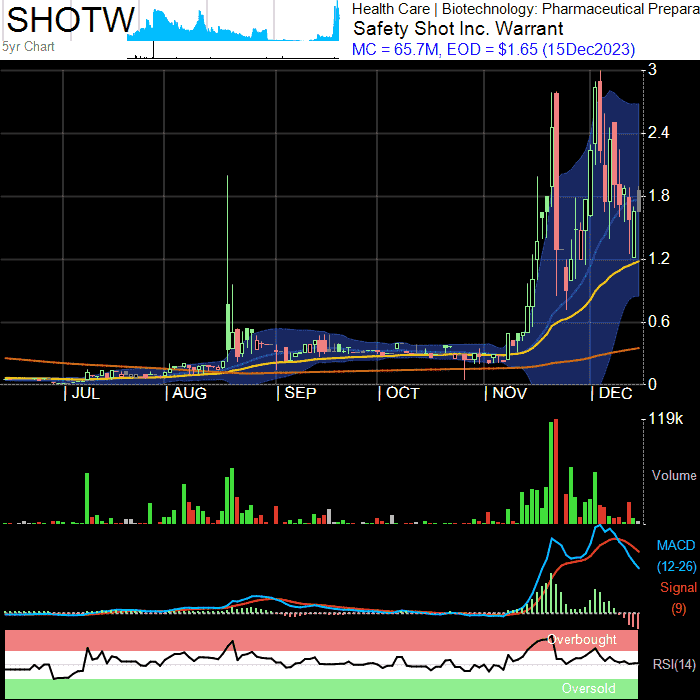 SHOTW
Health Care | Biotechnology: Pharmaceutical Prepara
Safety Shot Inc. Warrant
5yr Chart
MC = 65.7M, EOD = $1.65 (15Dec2023)
3
2.4
1.8
1.2
0.6
0
| JUL | AUG | SEP | OCT | NOV | DEC
119k
Volume
MACD
(12-26)
Signal
(9)
Overbought
RSI(14)
Oversold